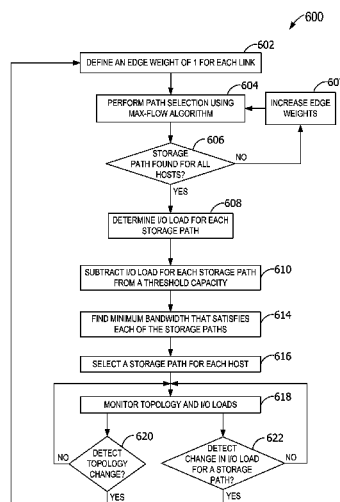 600
602
DEFINE AN EDGE WEIGHT OF 1 FOR EACH LINK
604
PERFORM PATH SELECTION USING
MAX-FLOW ALGORITHM
INCREASE EDGE
WEIGHTS
606
STORAGE
PATH FOUND FOR ALL
HOSTS?
NO
YES
608
DETERMINE I/O LOAD FOR EACH
STORAGE PATH
SUBTRACT I/O LOAD FOR EACH STORAGE PATH
FROM A THRESHOLD CAPACITY
610
FIND MINIMUM BANDWIDTH THAT SATISFIES
EACH OF THE STORAGE PATHS
614
SELECT A STORAGE PATH FOR EACH HOST
616
MONITOR TOPOLOGY AND I/O LOADS
618
620
DETECT
TOPOLOGY
CHANGE?
NO
YES
622
DETECT
CHANGE IN I/O LOAD
FOR A STORAGE
PATH?
NO
YES